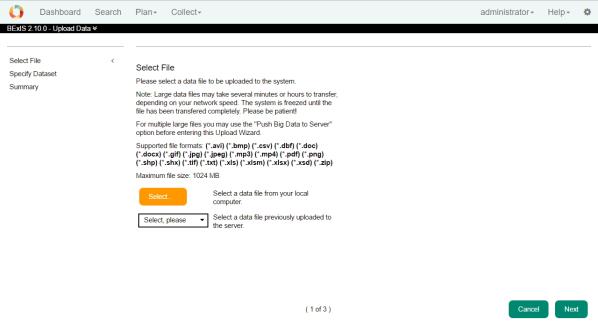 Dashboard Search Plan Collect administrator Help
BExIS 2.10.0 - Upload Data
Select File <
Specify Dataset
Summary
Select File
Please select a data file to be uploaded to the system.
Note: Large data files may take several minutes or hours to transfer,
depending on your network speed. The system is freezed until the
file has been transfered completely. Please be patient!
For multiple large files you may use the "Push Big Data to Server"
option before entering this Upload Wizard.
Supported file formats: (*.avi) (*.bmp) (*.csv) (*.dbf) (*.doc)
(*.docx) (*.gif) (*.jpg) (*.jpeg) (*.mp3) (*.mp4) (*.pdf) (*.png)
(*.shp) (*.shx) (*.tif) (*.txt) (*.xls) (*.xlsm) (*.xlsx) (*.xsd) (*.zip)
Maximum file size: 1024 MB
Select.. Select a data file from your local
computer.
Select, please Select a data file previously uploaded to
the server.
( 1 of 3 )
Cancel Next